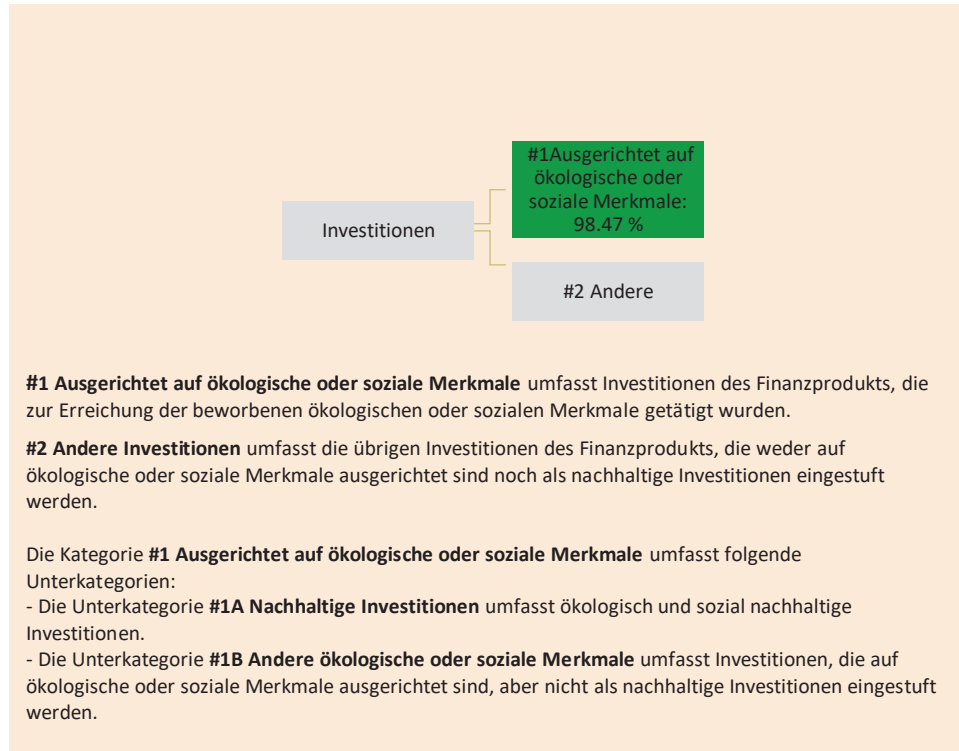 #1Ausgerichtet auf
ökologische oder
soziale Merkmale:
98.47 %
Investitionen
#2 Andere
#1 Ausgerichtet auf ökologische oder soziale Merkmale umfasst Investitionen des Finanzprodukts, die
zur Erreichung der beworbenen ökologischen oder sozialen Merkmale getätigt wurden.
#2 Andere Investitionen umfasst die übrigen Investitionen des Finanzprodukts, die weder auf
ökologische oder soziale Merkmale ausgerichtet sind noch als nachhaltige Investitionen eingestuft
werden.
Die Kategorie #1 Ausgerichtet auf ökologische oder soziale Merkmale umfasst folgende
Unterkategorien:
- Die Unterkategorie #1A Nachhaltige Investitionen umfasst ökologisch und sozial nachhaltige
Investitionen.
- Die Unterkategorie #1B Andere ökologische oder soziale Merkmale umfasst Investitionen, die auf
ökologische oder soziale Merkmale ausgerichtet sind, aber nicht als nachhaltige Investitionen eingestuft
werden.